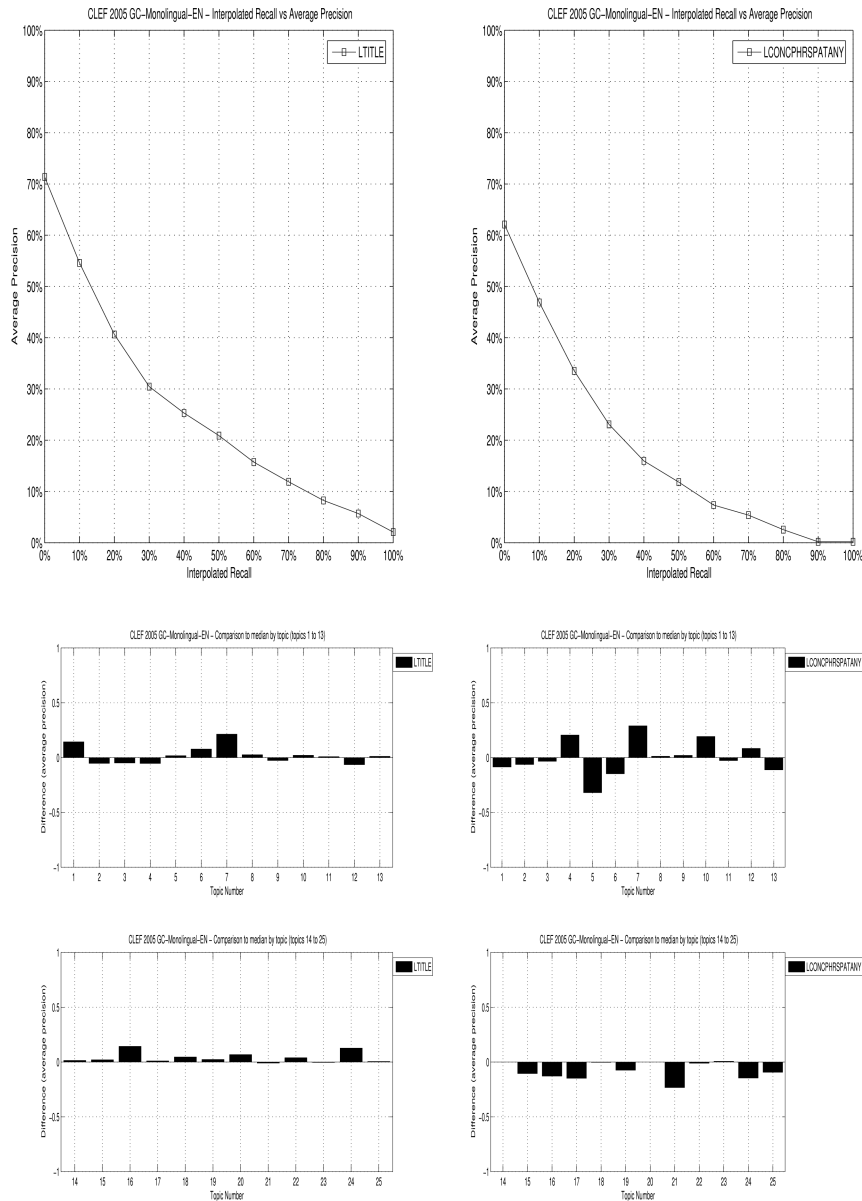 CLEF 2005 GC−Monolingual−EN − Interpolated Recall vs Average Precision
100%
90%
80%
70%
60%
50%
40%
30%
20%
10%
0%
Average Precision
LTITLE
0% 10% 20% 30% 40% 50% 60% 70% 80% 90% 100%
Interpolated Recall
CLEF 2005 GC−Monolingual−EN − Interpolated Recall vs Average Precision
100%
90%
80%
70%
60%
50%
40%
30%
20%
10%
0%
Average Precision
LCONCPHRSPATANY
0% 10% 20% 30% 40% 50% 60% 70% 80% 90% 100%
Interpolated Recall
CLEF 2005 GC−Monolingual−EN − Comparison to median by topic (topics 1 to 13)
1
0.5
0
−0.5
−1
Difference (average precision)
LTITLE
1 2 3 4 5 6 7 8 9 10 11 12 13
Topic Number
CLEF 2005 GC−Monolingual−EN − Comparison to median by topic (topics 1 to 13)
1
0.5
0
−0.5
−1
Difference (average precision)
LCONCPHRSPATANY
1 2 3 4 5 6 7 8 9 10 11 12 13
Topic Number
CLEF 2005 GC−Monolingual−EN − Comparison to median by topic (topics 14 to 25)
1
0.5
0
−0.5
−1
Difference (average precision)
LTITLE
14 15 16 17 18 19 20 21 22 23 24 25
Topic Number
CLEF 2005 GC−Monolingual−EN − Comparison to median by topic (topics 14 to 25)
1
0.5
0
−0.5
−1
Difference (average precision)
LCONCPHRSPATANY
14 15 16 17 18 19 20 21 22 23 24 25
Topic Number